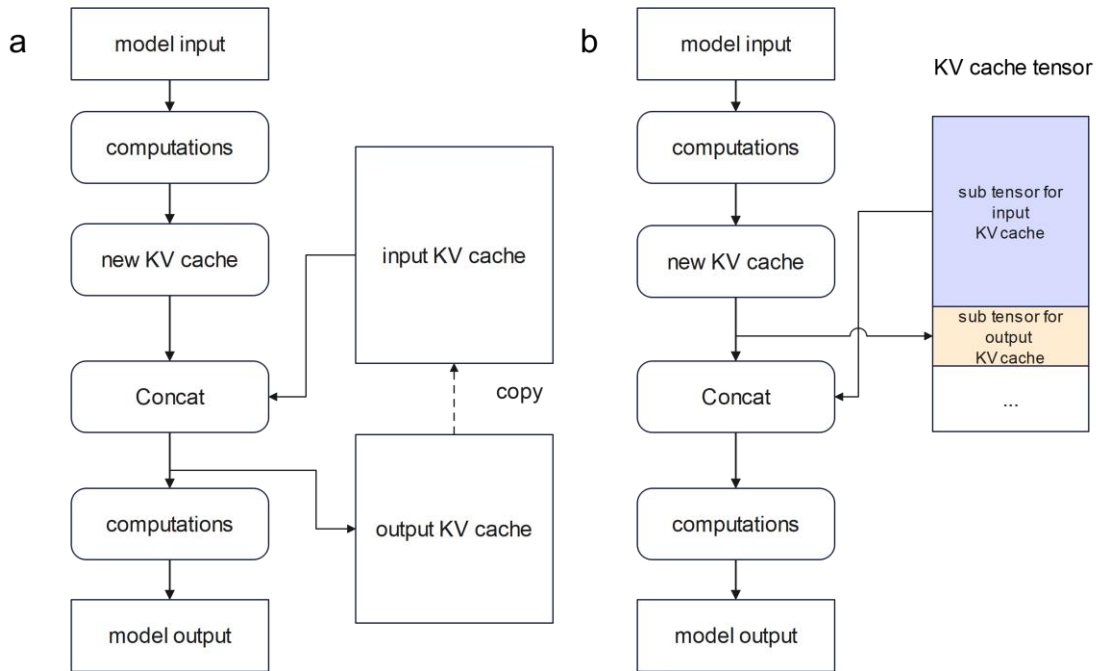 a
model input
computations
new KV cache
Concat
computations
model output
input KV cache
copy
output KV cache
b
model input
computations
new KV cache
Concat
computations
model output
KV cache tensor
sub tensor for
input
KV cache
sub tensor for
output
KV cache
...